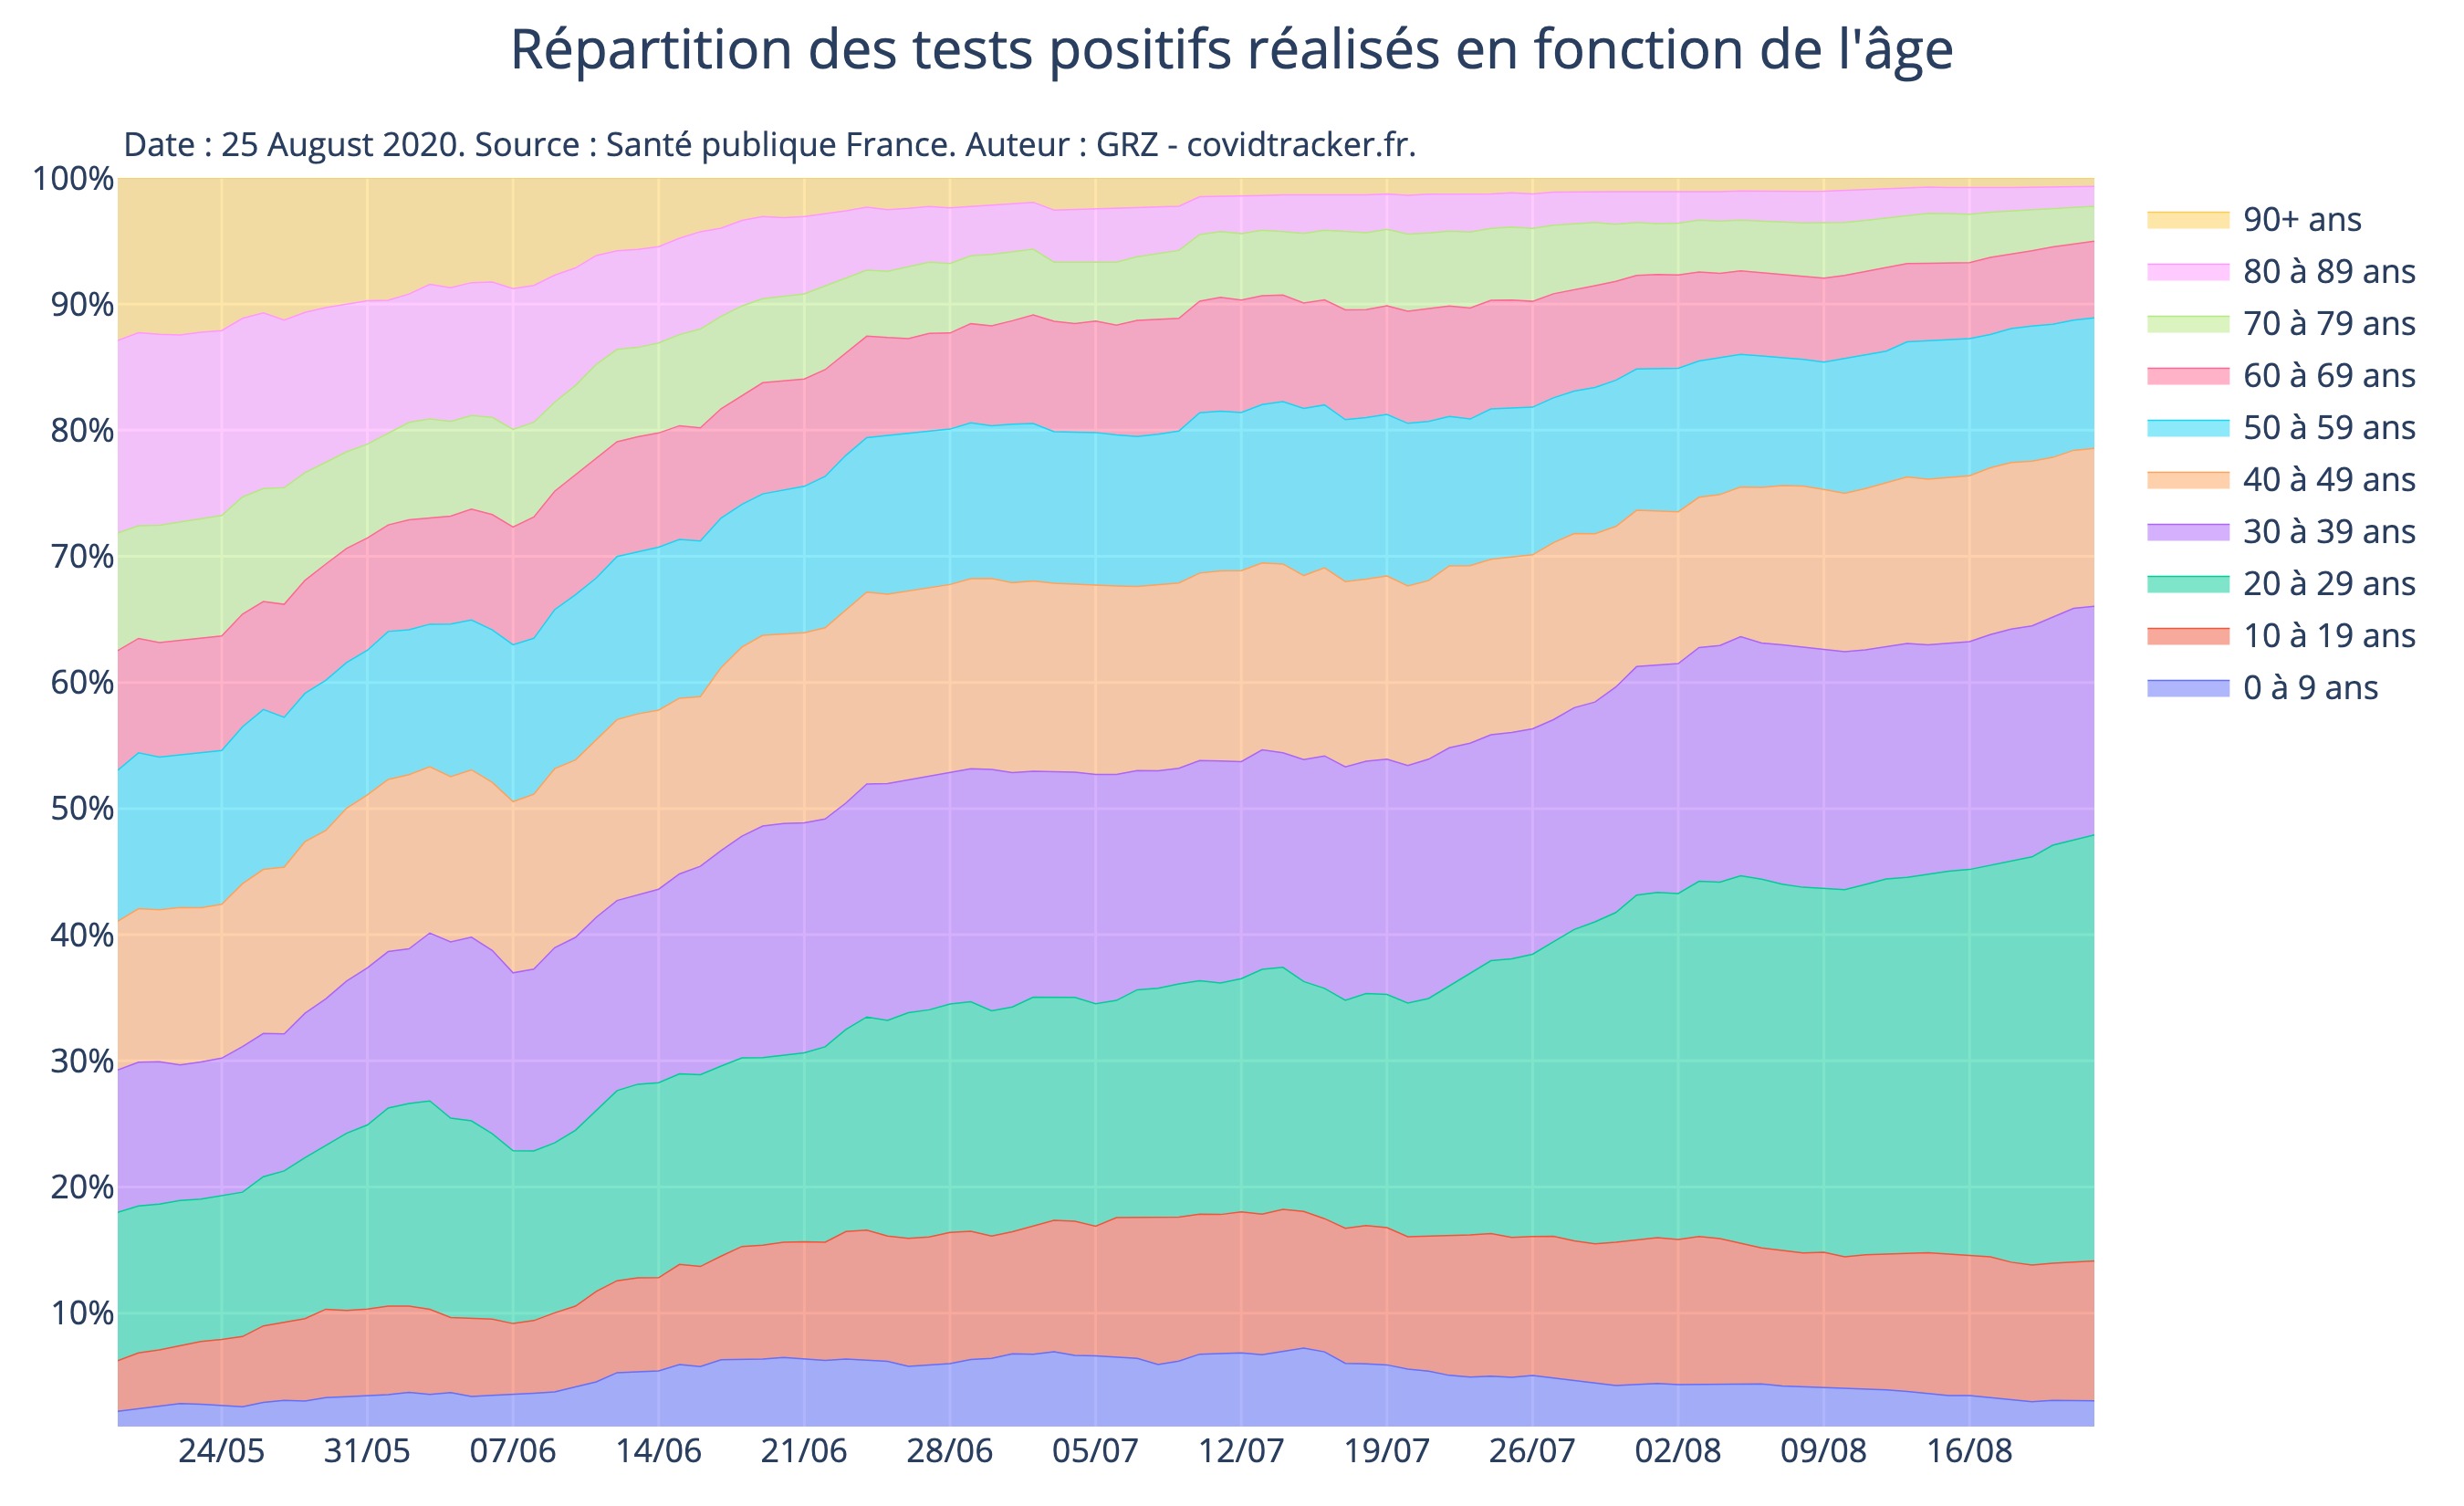 Répartition des tests positifs réalisés en fonction de l'âge
Date : 25 August 2020. Source : Santé publique France. Auteur : GRZ - covidtracker.fr.
100%
90%
80%
70%
60%
50%
40%
30%
20%
10%
24/05 31/05 07/06 14/06 21/06 28/06 05/07 12/07 19/07 26/07 02/08 09/08 16/08
90+ ans
80 à 89 ans
70 à 79 ans
60 à 69 ans
50 à 59 ans
40 à 49 ans
30 à 39 ans
20 à 29 ans
10 à 19 ans
0 à 9 ans